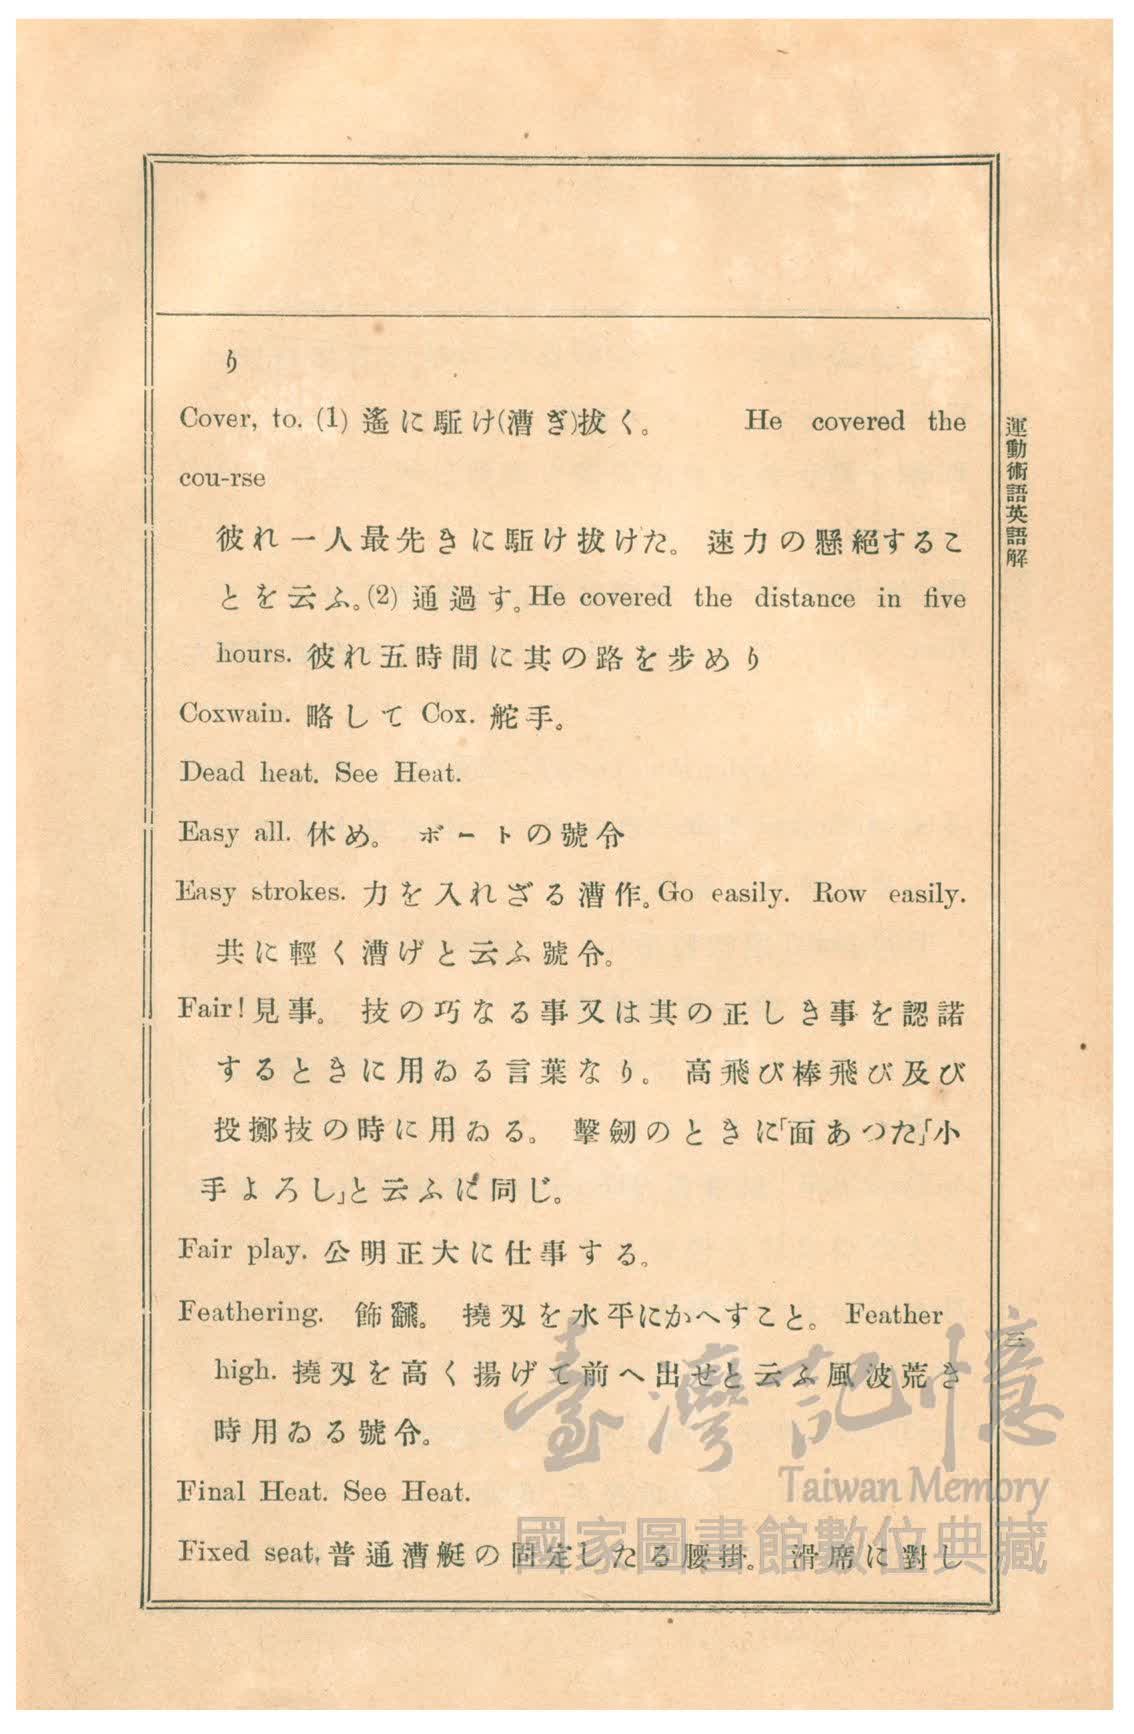 り
Cover, to. (1) 遙に駈け(漕ぎ)拔く。 He covered the
cou-rse
彼れ一人最先きに駈け拔けた。 速力の懸絕するこ
とを云ふ。(2) 通過す。He covered the distance in five
hours. 彼れ五時間に其の路を步めり
Coxwain. 略して Cox. 舵手。
Dead heat. See Heat.
Easy all. 休め。 ボートの號令
Easy strokes. 力を入れざる漕作。Go easily. Row easily.
共に輕く漕げと云ふ號令。
Fair! 見事。 技の巧なる事又は其の正しき事を認諾
するときに用ゐる言葉なり。 高飛び棒飛び及び
投擲技の時に用ゐる。 擊劒のときに「面あつた」「小
手よろし」と云ふに同じ。
Fair play. 公明正大に仕事する。
Feathering. 飾飜。 撓刄を水平にかへすこと。 Feather
high. 撓刄を高く揚げて前へ出せと云ふ風波荒き
時用ゐる號令。
Final Heat. See Heat.
Fixed seat, 普通漕艇の固定したる腰掛。 滑席に對し
運動術語英語解
三
臺灣記憶
Taiwan Memory
國家圖書館數位典藏